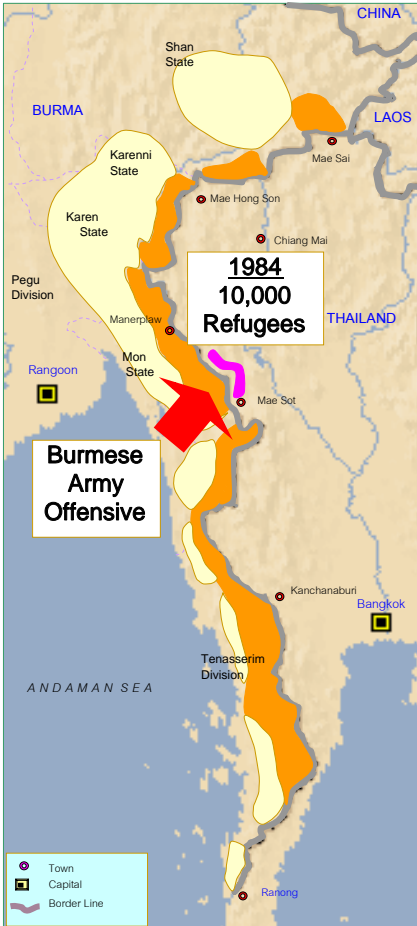 CHINA
Shan
State
BURMA
LAOS
Mae Sai
Karenni
State
Mae Hong Son
Karen
State
Chiang Mai
1984
10,000
Refugees
Pegu
Division
THAILAND
Manerplaw
Mon
State
Rangoon
Mae Sot
Burmese
Army
Offensive
Kanchanaburi
Bangkok
Tenasserim
Division
ANDAMAN SEA
Town
Capital
Border Line
Ranong